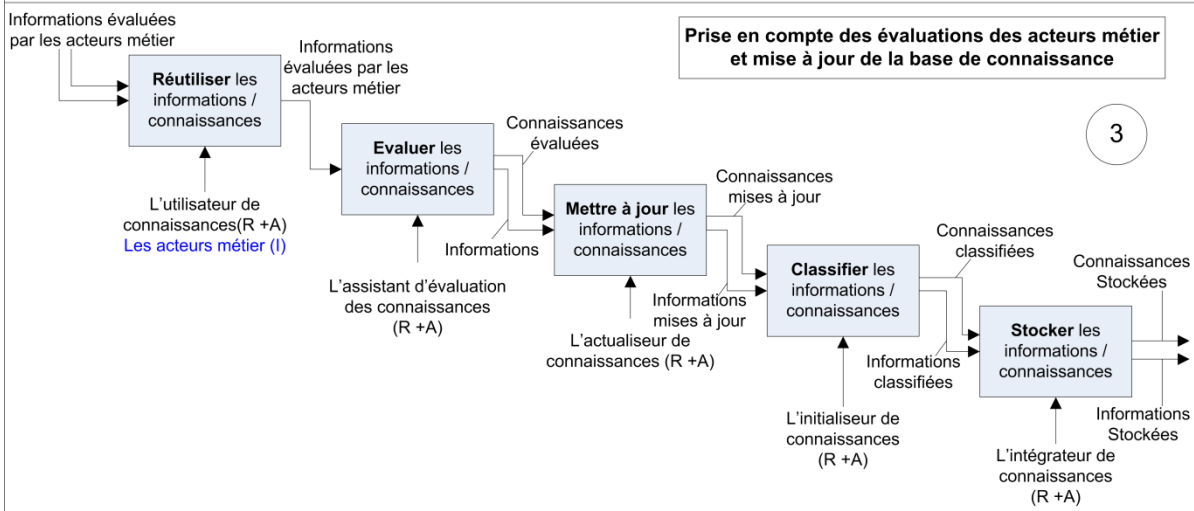 Informations évaluées
par les acteurs métier
Réutiliser les
informations /
connaissances
L'utilisateur de
connaissances(R +A)
Les acteurs métier (I)
Informations
évaluées par les
acteurs métier
Prise en compte des évaluations des acteurs métier
et mise à jour de la base de connaissance
3
Evaluer les
informations /
connaissances
L'assistant d'évaluation
des connaissances
(R +A)
Connaissances
évaluées
Informations
Mettre à jour les
informations /
connaissances
L'actualiseur de
connaissances (R +A)
Connaissances
mises à jour
Informations
mises à jour
Classifier les
informations /
connaissances
L'initialiseur de
connaissances
(R +A)
Connaissances
classifiées
Informations
classifiées
Stocker les
informations /
connaissances
L'intégrateur de
connaissances
(R +A)
Connaissances
Stockées
Informations
Stockées